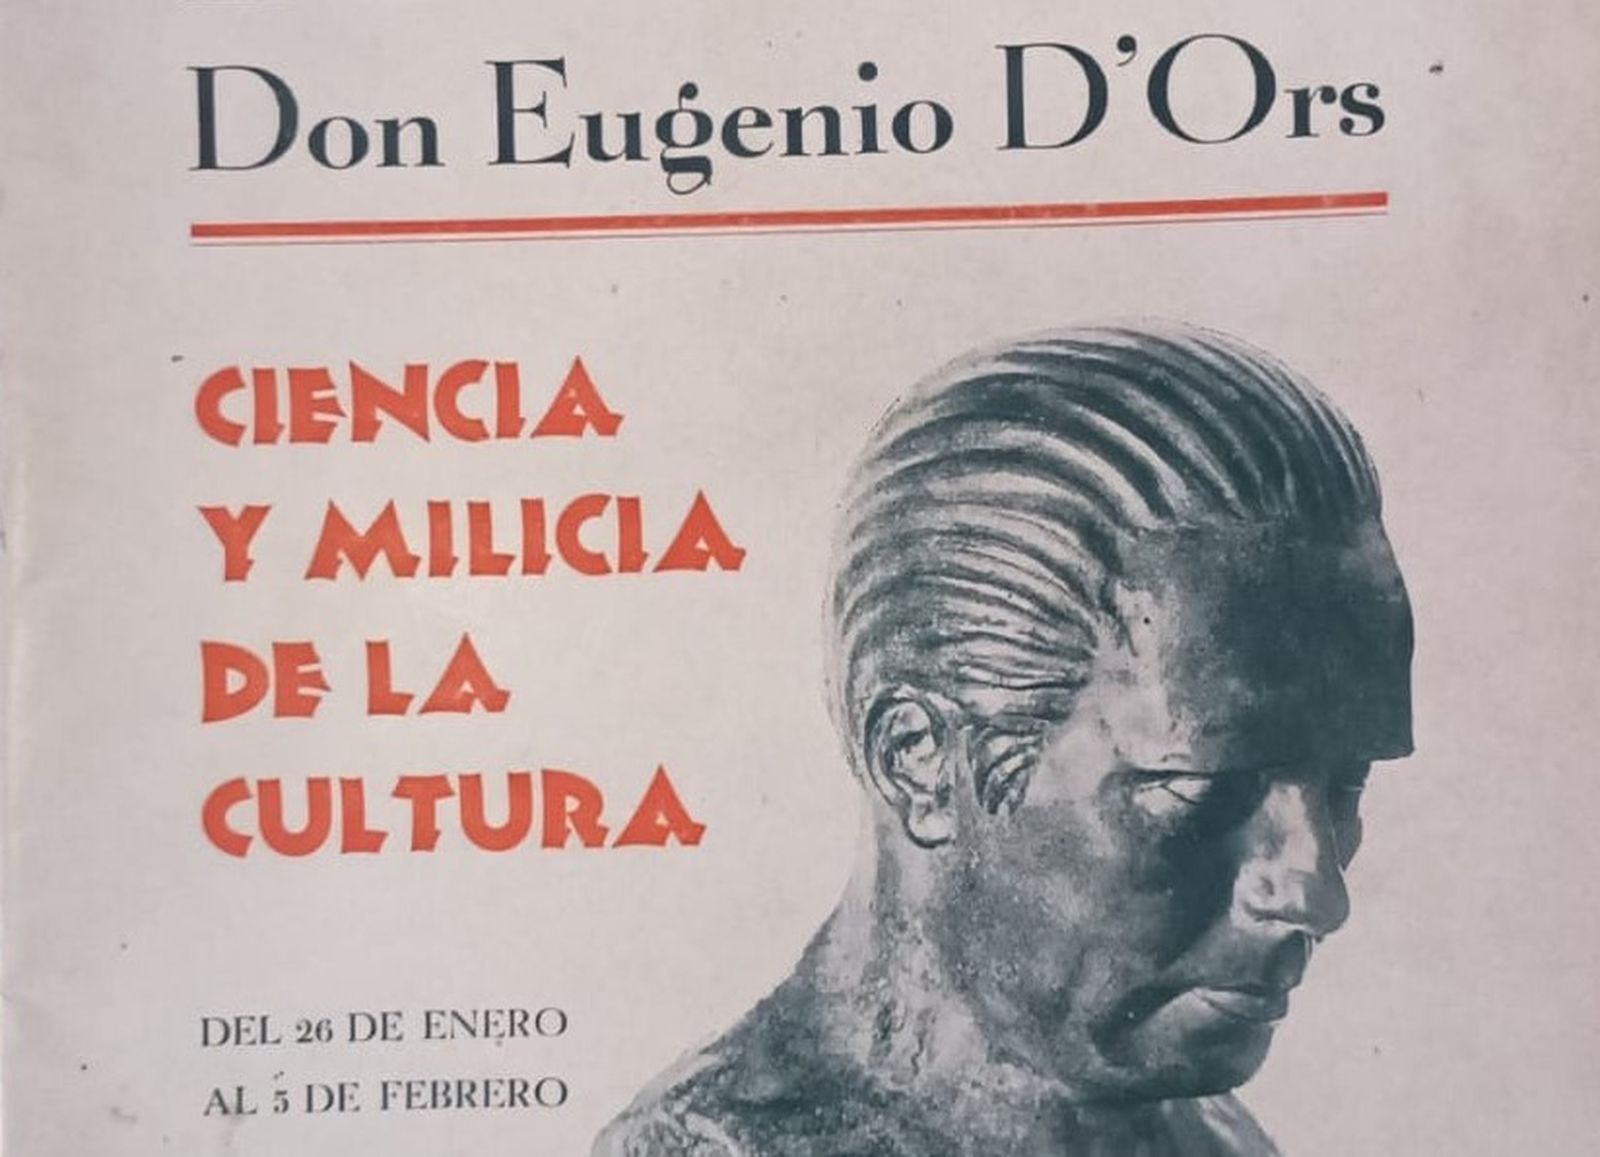 Don Eugenio D'Ors
CIENCIA
Y MILICIA
DE LA
CULTURA
DEL 26 DE ENERO
AL 5 DE FEBRERO